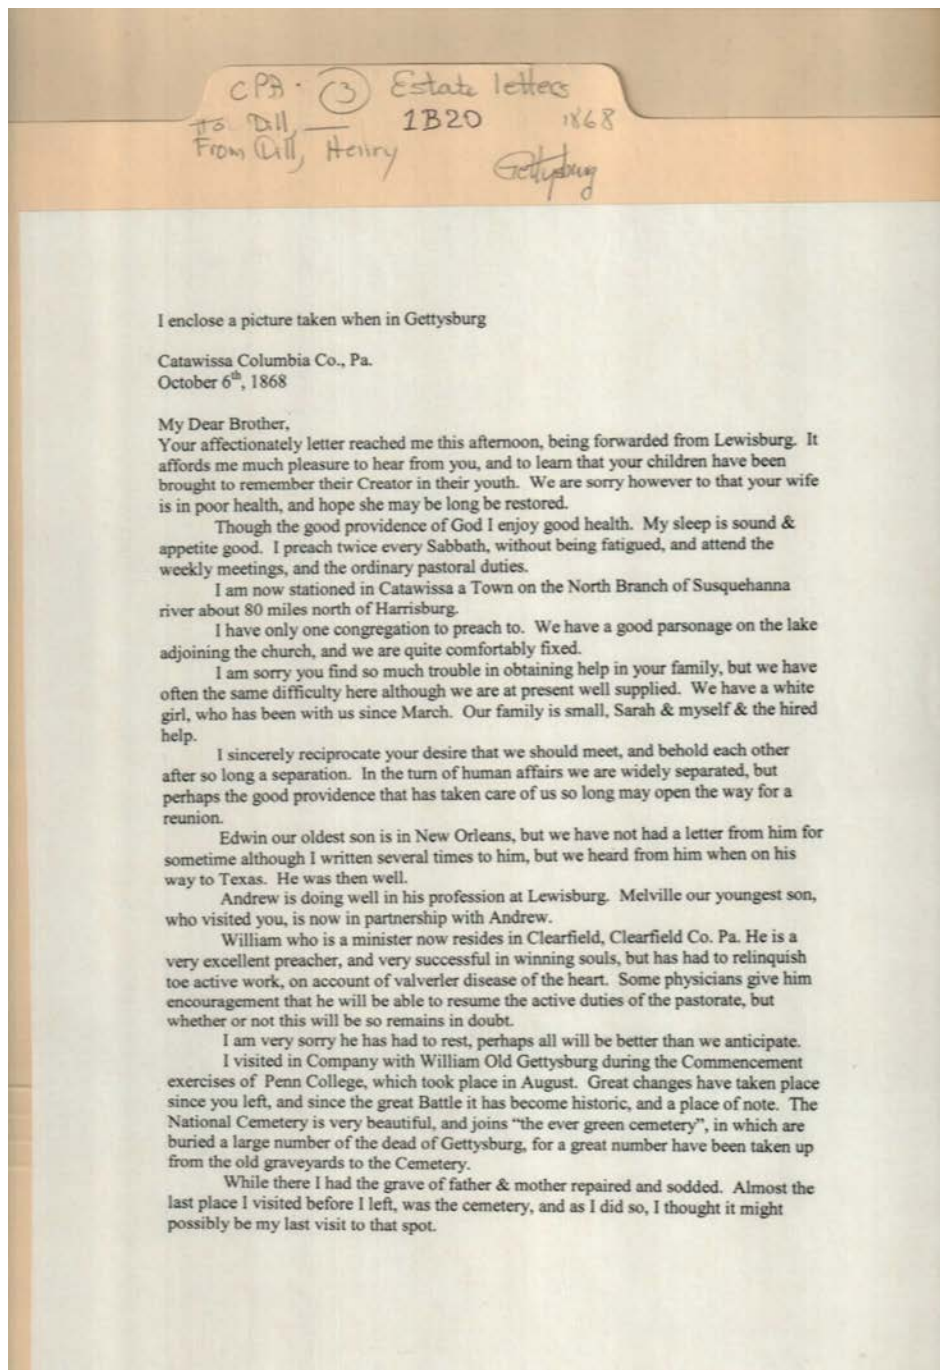 CPA. 3 Estate letters
To Dill, — 1B20 1868
From Dill, Henry
Gettysburg
I enclose a picture taken when in Gettysburg
Catawissa Columbia Co., Pa.
October 6th, 1868
My Dear Brother,
Your affectionately letter reached me this afternoon, being forwarded from Lewisburg. It
affords me much pleasure to hear from you, and to learn that your children have been
brought to remember their Creator in their youth. We are sorry however to that your wife
is in poor health, and hope she may be long be restored.
Though the good providence of God I enjoy good health. My sleep is sound &
appetite good. I preach twice every Sabbath, without being fatigued, and attend the
weekly meetings, and the ordinary pastoral duties.
I am now stationed in Catawissa a Town on the North Branch of Susquehanna
river about 80 miles north of Harrisburg.
I have only one congregation to preach to. We have a good parsonage on the lake
adjoining the church, and we are quite comfortably fixed.
I am sorry you find so much trouble in obtaining help in your family, but we have
often the same difficulty here although we are at present well supplied. We have a white
girl, who has been with us since March. Our family is small, Sarah & myself & the hired
help.
I sincerely reciprocate your desire that we should meet, and behold each other
after so long a separation. In the turn of human affairs we are widely separated, but
perhaps the good providence that has taken care of us so long may open the way for a
reunion.
Edwin our oldest son is in New Orleans, but we have not had a letter from him for
sometime although I written several times to him, but we heard from him when on his
way to Texas. He was then well.
Andrew is doing well in his profession at Lewisburg. Melville our youngest son,
who visited you, is now in partnership with Andrew.
William who is a minister now resides in Clearfield, Clearfield Co. Pa. He is a
very excellent preacher, and very successful in winning souls, but has had to relinquish
toe active work, on account of valverler disease of the heart. Some physicians give him
encouragement that he will be able to resume the active duties of the pastorate, but
whether or not this will be so remains in doubt.
I am very sorry he has had to rest, perhaps all will be better than we anticipate.
I visited in Company with William Old Gettysburg during the Commencement
exercises of Penn College, which took place in August. Great changes have taken place
since you left, and since the great Battle it has become historic, and a place of note. The
National Cemetery is very beautiful, and joins "the ever green cemetery", in which are
buried a large number of the dead of Gettysburg, for a great number have been taken up
from the old graveyards to the Cemetery.
While there I had the grave of father & mother repaired and sodded. Almost the
last place I visited before I left, was the cemetery, and as I did so, I thought it might
possibly be my last visit to that spot.